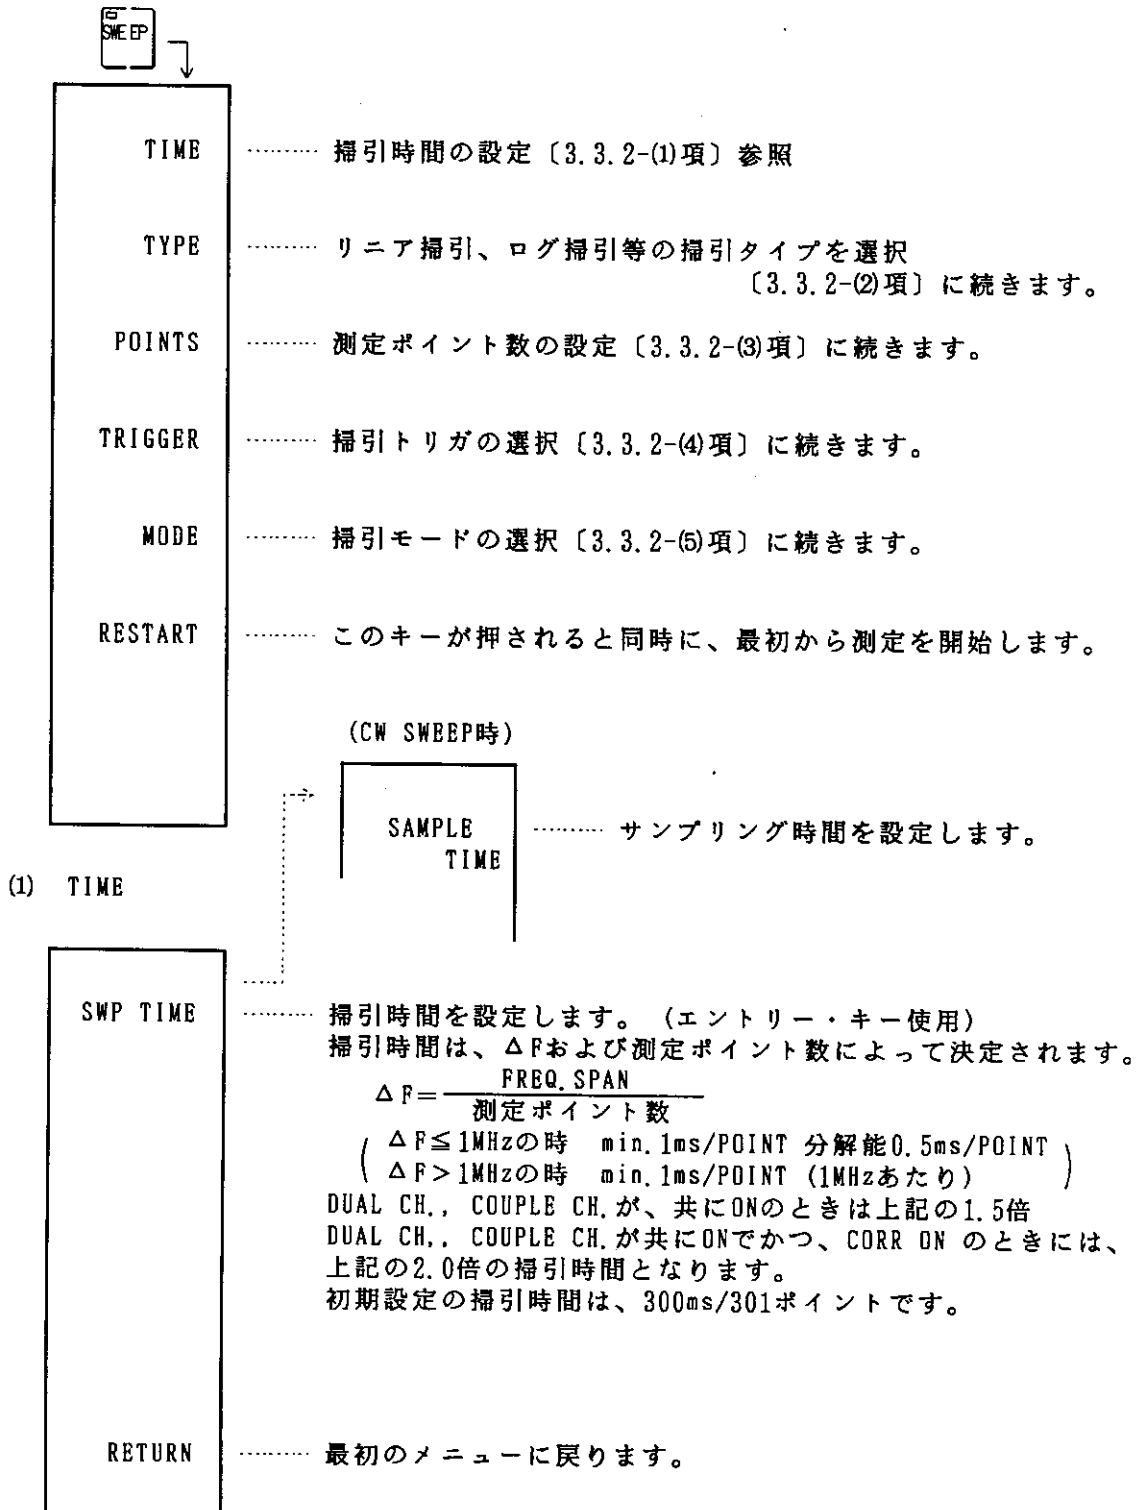 SWEEP
TIME ……… 掃引時間の設定〔3.3.2-(1)項〕参照
TYPE ……… リニア掃引、ログ掃引等の掃引タイプを選択
〔3.3.2-(2)項〕に続きます。
POINTS ……… 測定ポイント数の設定〔3.3.2-(3)項〕に続きます。
TRIGGER ……… 掃引トリガの選択〔3.3.2-(4)項〕に続きます。
MODE ……… 掃引モードの選択〔3.3.2-(5)項〕に続きます。
RESTART ……… このキーが押されると同時に、最初から測定を開始します。
(CW SWEEP時)
SAMPLE ……… サンプリング時間を設定します。
TIME
(1) TIME
SWP TIME ……… 掃引時間を設定します。(エントリー・キー使用)
掃引時間は、ΔFおよび測定ポイント数によって決定されます。
FREQ.SPAN
ΔF=
測定ポイント数
ΔF≦1MHzの時 min.1ms/POINT 分解能0.5ms/POINT
ΔF>1MHzの時 min.1ms/POINT (1MHzあたり)
DUAL CH., COUPLE CH.が、共にONのときは上記の1.5倍
DUAL CH., COUPLE CH.が共にONでかつ、CORR ON のときには、
上記の2.0倍の掃引時間となります。
初期設定の掃引時間は、300ms/301ポイントです。
RETURN ……… 最初のメニューに戻ります。